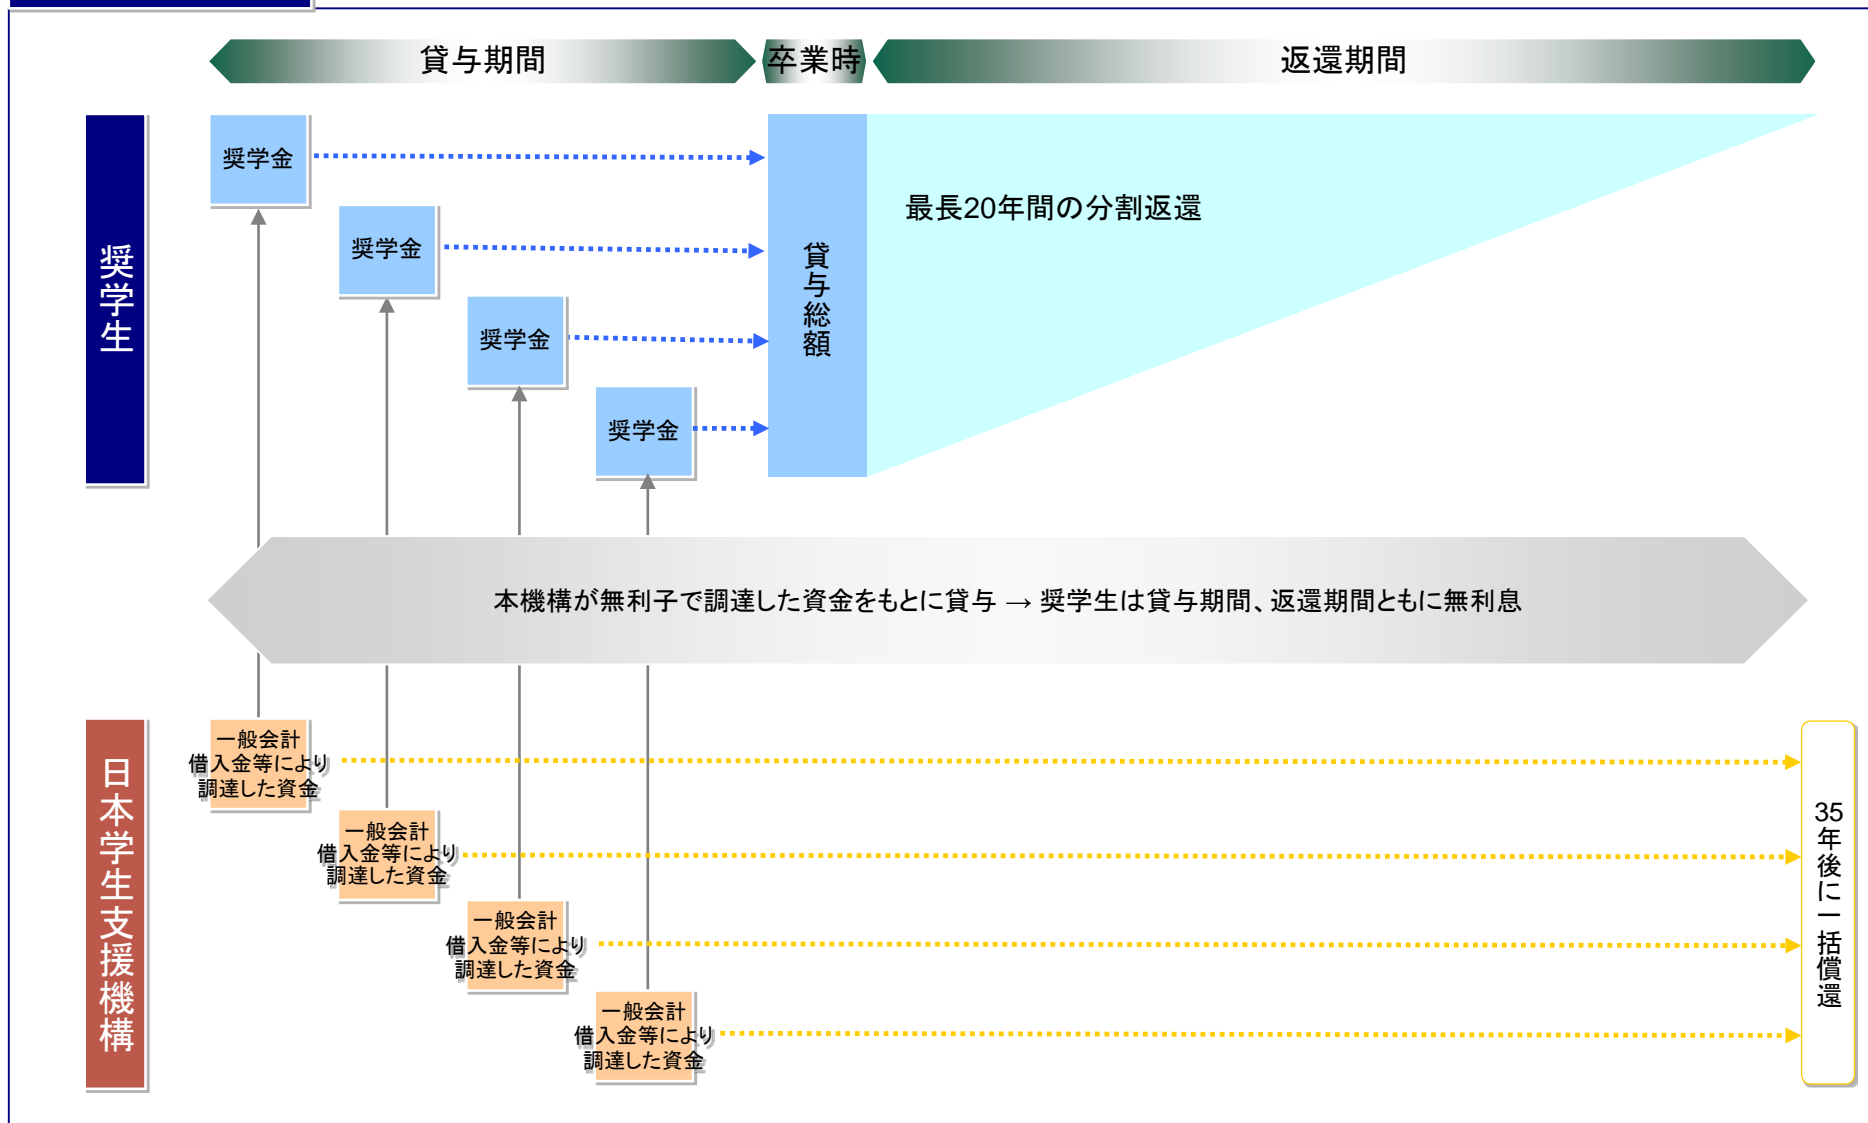 貸与期間
卒業時
返還期間
奨学生
奨学金
奨学金
奨学金
奨学金
貸与総額
最長20年間の分割返還
本機構が無利子で調達した資金をもとに貸与 → 奨学生は貸与期間、返還期間ともに無利息
日本学生支援機構
一般会計
借入金等により
調達した資金
一般会計
借入金等により
調達した資金
一般会計
借入金等により
調達した資金
一般会計
借入金等により
調達した資金
35年後に一括償還